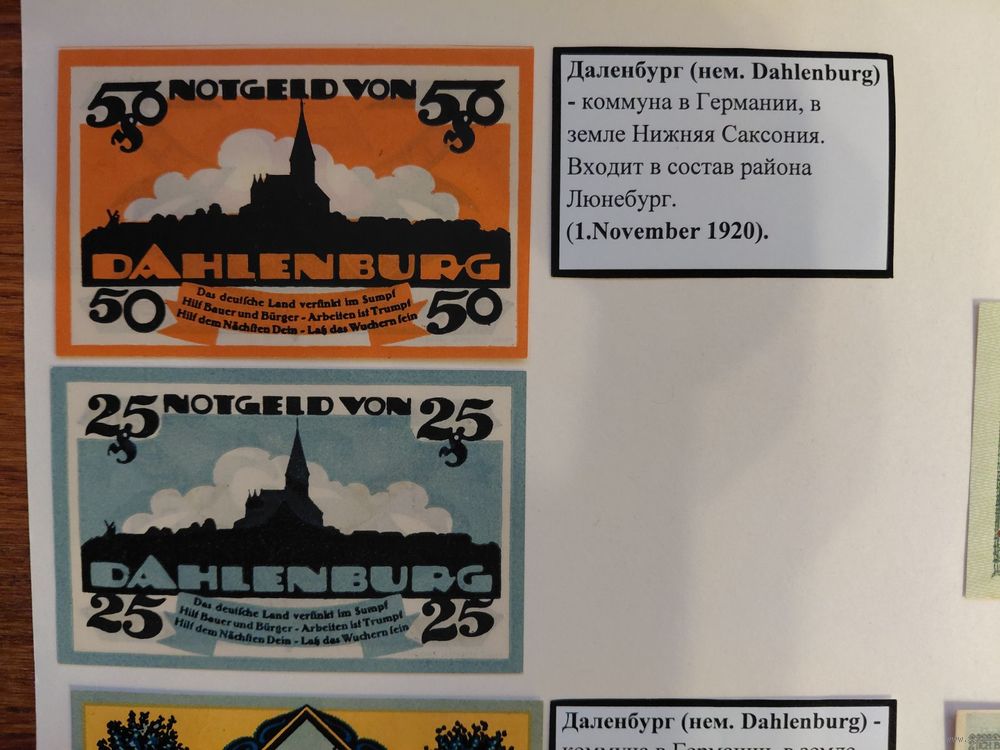 50 NOTGELD VON 50
DAHLENBURG
50 50
Das deutsche Land versinkt im Sumpf
Hilf Bauer und Bürger - Arbeiten ist Trumpf
Hilf dem Nächsten Dein - Laß das Wuchern sein
Даленбург (нем. Dahlenburg)
- коммуна в Германии, в
земле Нижняя Саксония.
Входит в состав района
Люнебург.
(1.November 1920).
25 NOTGELD VON 25
DAHLENBURG
25 25
Das deutsche Land versinkt im Sumpf
Hilf Bauer und Bürger - Arbeiten ist Trumpf
Hilf dem Nächsten Dein - Laß das Wuchern sein
Даленбург (нем. Dahlenburg) -
коммуна в Германии, в земле